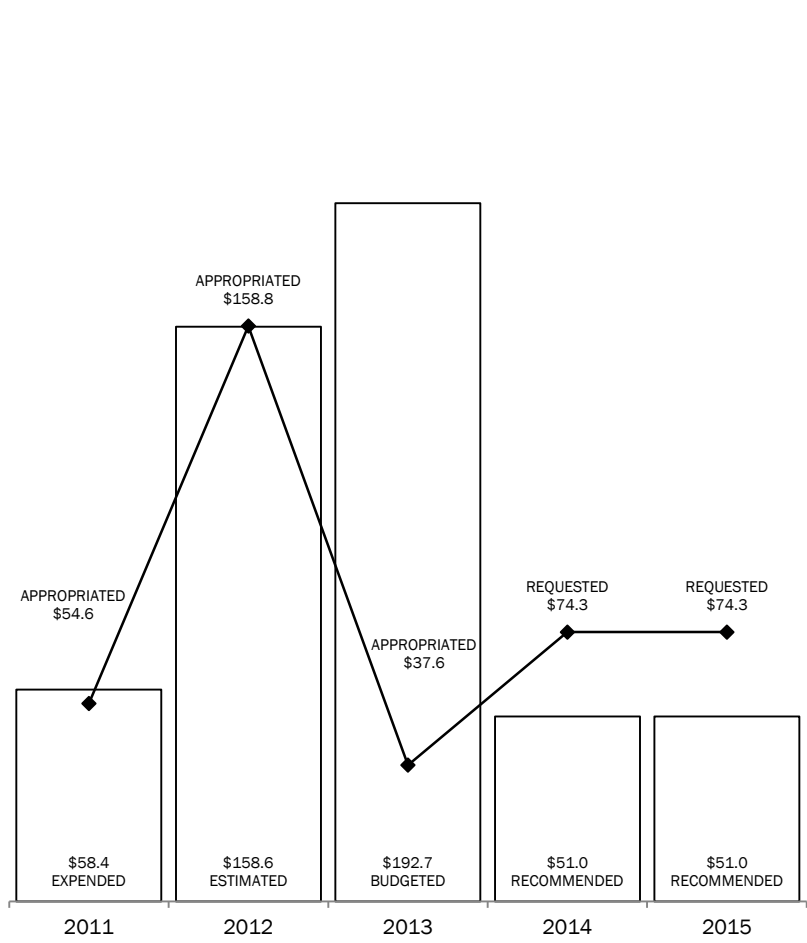 APPROPRIATED
$158.8
APPROPRIATED
$54.6
REQUESTED
$74.3
REQUESTED
$74.3
APPROPRIATED
$37.6
$58.4
EXPENDED
$158.6
ESTIMATED
$192.7
BUDGETED
$51.0
RECOMMENDED
$51.0
RECOMMENDED
2011
2012
2013
2014
2015